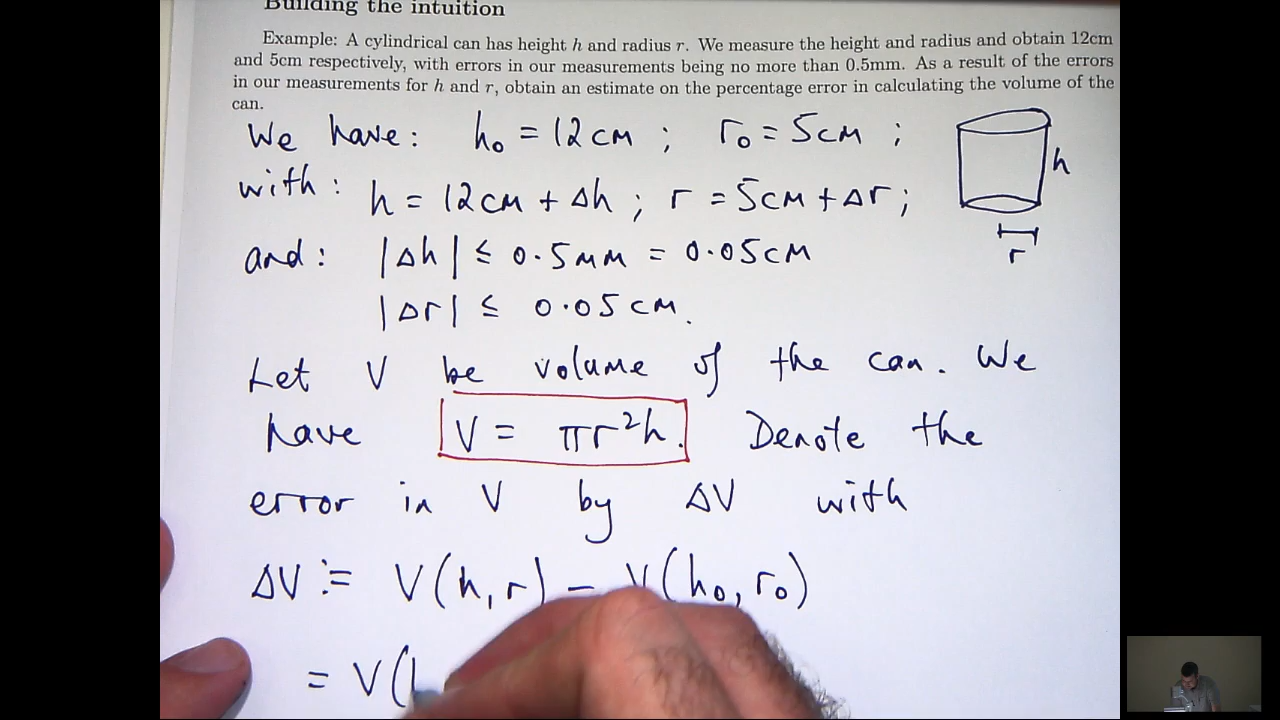 Building the intuition
Example: A cylindrical can has height h and radius r. We measure the height and radius and obtain 12cm
and 5cm respectively, with errors in our measurements being no more than 0.5mm. As a result of the errors
in our measurements for h and r, obtain an estimate on the percentage error in calculating the volume of the
can.
We have: h₀ = 12cm ; r₀ = 5cm ;
with: h = 12cm + Δh ; r = 5cm + Δr ;
h
and: |Δh| ≤ 0.5mm = 0.05cm
r
|Δr| ≤ 0.05cm.
Let V be volume of the can. We
have V = πr²h. Denote the
error in V by ΔV with
ΔV := V(h,r) - V(h₀,r₀)
= V(